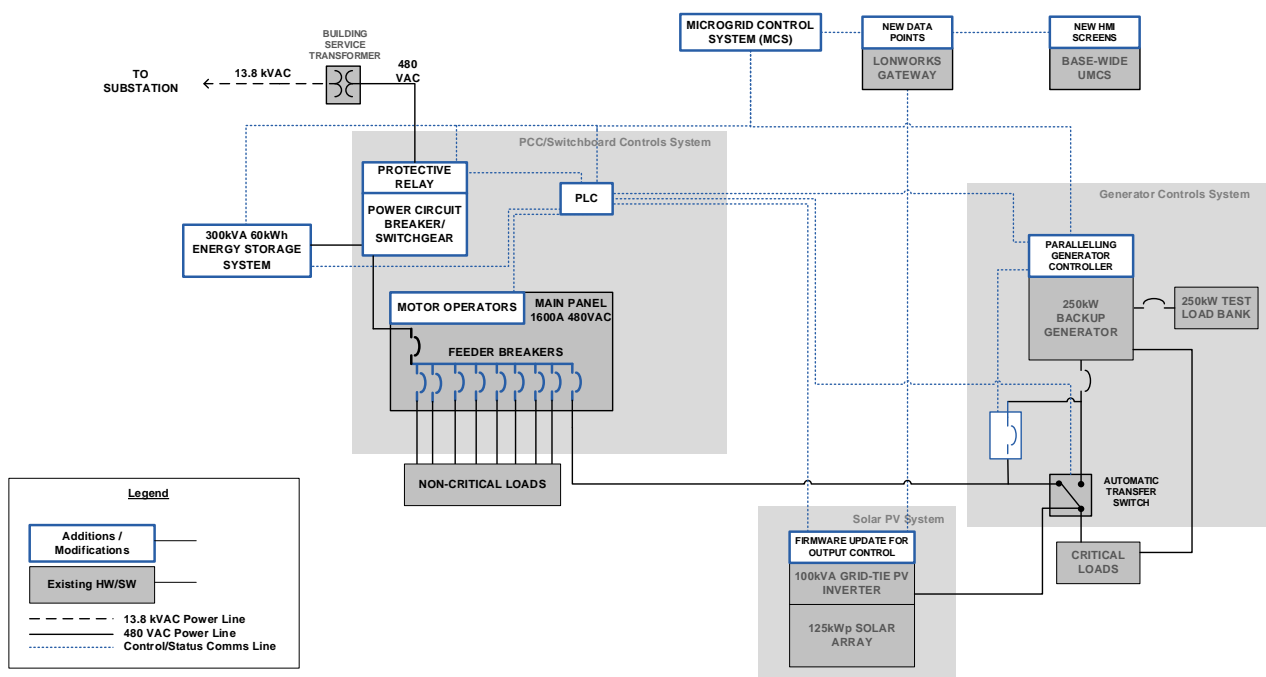 MICROGRID CONTROL
SYSTEM (MCS)
NEW DATA
POINTS
LONWORKS
GATEWAY
NEW HMI
SCREENS
BASE-WIDE
UMCS
BUILDING
SERVICE
TRANSFORMER
TO
SUBSTATION
13.8 kVAC
480
VAC
PCC/Switchboard Controls System
PROTECTIVE
RELAY
POWER CIRCUIT
BREAKER/
SWITCHGEAR
PLC
300kVA 60kWh
ENERGY STORAGE
SYSTEM
MOTOR OPERATORS
MAIN PANEL
1600A 480VAC
FEEDER BREAKERS
NON-CRITICAL LOADS
Generator Controls System
PARALLELLING
GENERATOR
CONTROLLER
250kW
BACKUP
GENERATOR
250kW TEST
LOAD BANK
AUTOMATIC
TRANSFER
SWITCH
CRITICAL
LOADS
Solar PV System
FIRMWARE UPDATE FOR
OUTPUT CONTROL
100kVA GRID-TIE PV
INVERTER
125kWp SOLAR
ARRAY
Legend
Additions /
Modifications
Existing HW/SW
13.8 kVAC Power Line
480 VAC Power Line
Control/Status Comms Line